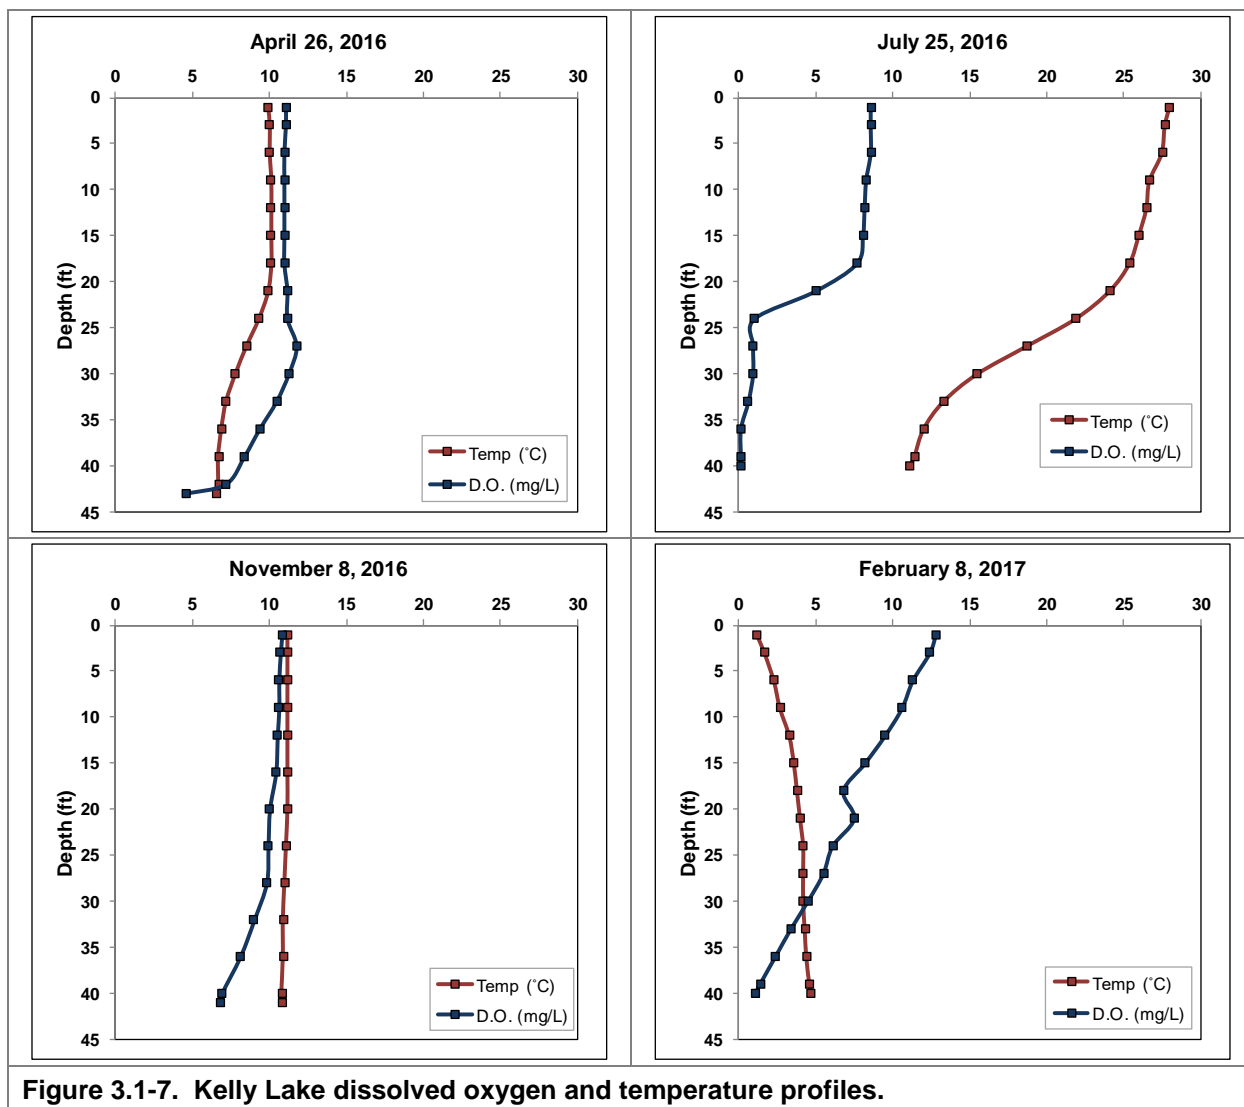 April 26, 2016
0 5 10 15 20 25 30
0
5
10
15
20
25
30
35
40
45
Depth (ft)
Temp (˚C)
D.O. (mg/L)
July 25, 2016
0 5 10 15 20 25 30
0
5
10
15
20
25
30
35
40
45
Depth (ft)
Temp (˚C)
D.O. (mg/L)
November 8, 2016
0 5 10 15 20 25 30
0
5
10
15
20
25
30
35
40
45
Depth (ft)
Temp (˚C)
D.O. (mg/L)
February 8, 2017
0 5 10 15 20 25 30
0
5
10
15
20
25
30
35
40
45
Depth (ft)
Temp (˚C)
D.O. (mg/L)
Figure 3.1-7. Kelly Lake dissolved oxygen and temperature profiles.